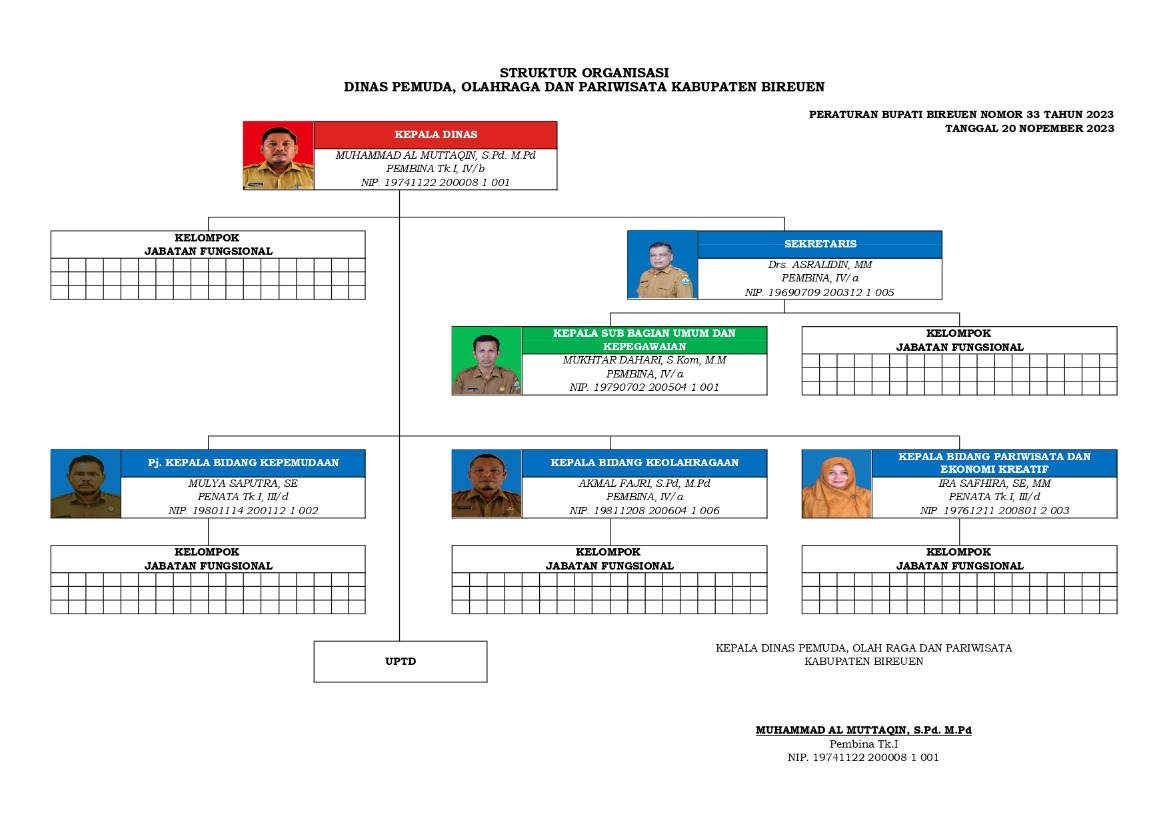 STRUKTUR ORGANISASI
DINAS PEMUDA, OLAHRAGA DAN PARIWISATA KABUPATEN BIREUEN
PERATURAN BUPATI BIREUEN NOMOR 33 TAHUN 2023
TANGGAL 20 NOPEMBER 2023
KEPALA DINAS
MUHAMMAD AL MUTTAQIN, S.Pd. M.Pd
PEMBINA Tk.I, IV/b
NIP. 19741122 200008 1 001
KELOMPOK
JABATAN FUNGSIONAL
SEKRETARIS
Drs. ASRALIDIN, MM
PEMBINA, IV/a
NIP. 19690709 200312 1 005
KEPALA SUB BAGIAN UMUM DAN
KEPEGAWAIAN
MUKHTAR DAHARI, S.Kom, M.M
PEMBINA, IV/a
NIP. 19790702 200504 1 001
KELOMPOK
JABATAN FUNGSIONAL
Pj. KEPALA BIDANG KEPEMUDAAN
MULYA SAPUTRA, SE
PENATA Tk.I, III/d
NIP. 19801114 200112 1 002
KEPALA BIDANG KEOLAHRAGAAN
AKMAL FAJRI, S.Pd, M.Pd
PEMBINA, IV/a
NIP. 19811208 200604 1 006
KEPALA BIDANG PARIWISATA DAN
EKONOMI KREATIF
IRA SAFHIRA, SE, MM
PENATA Tk.I, III/d
NIP. 19761211 200801 2 003
KELOMPOK
JABATAN FUNGSIONAL
KELOMPOK
JABATAN FUNGSIONAL
KELOMPOK
JABATAN FUNGSIONAL
UPTD
KEPALA DINAS PEMUDA, OLAH RAGA DAN PARIWISATA
KABUPATEN BIREUEN
MUHAMMAD AL MUTTAQIN, S.Pd. M.Pd
Pembina Tk.I
NIP. 19741122 200008 1 001